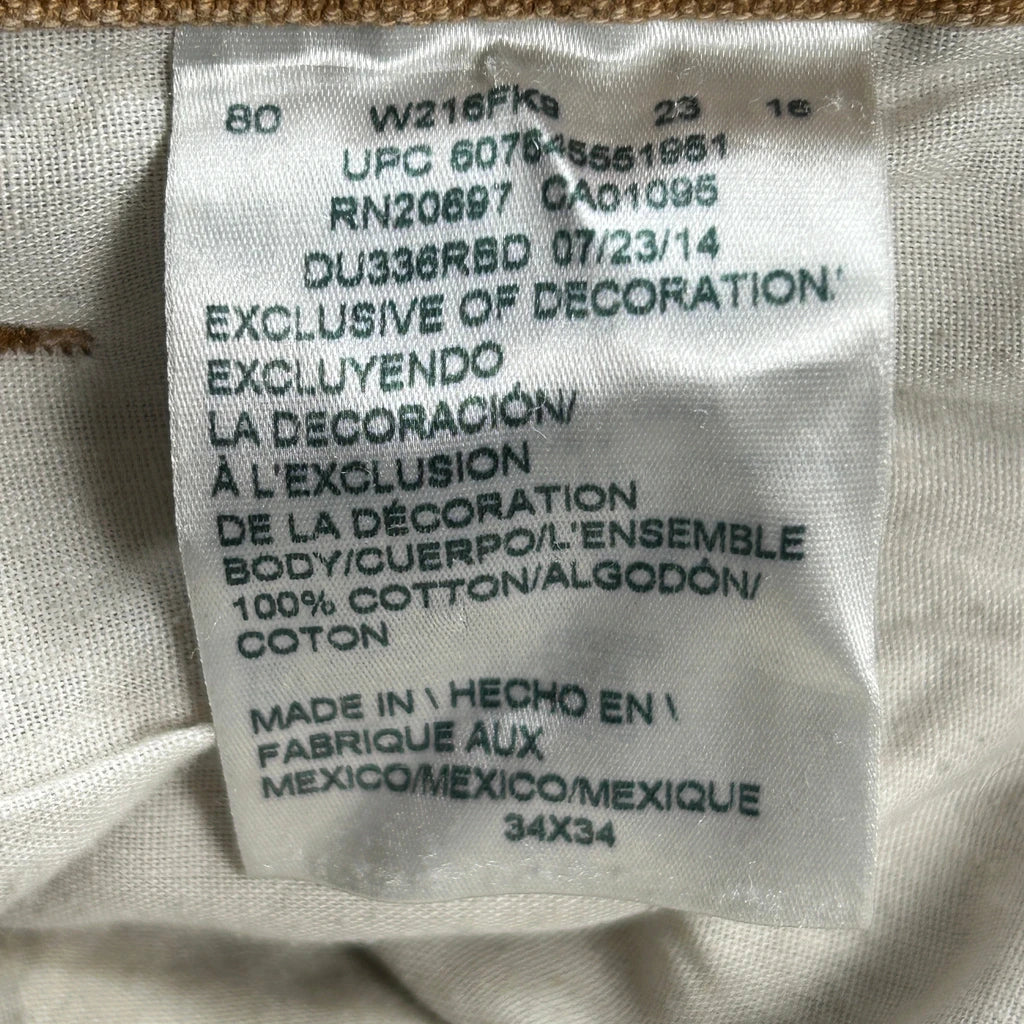 80 W216FK9 23 16
UPC 607645551951
RN20697 CA01095
DU336RBD 07/23/14
EXCLUSIVE OF DECORATION/
EXCLUYENDO
LA DECORACIÓN/
À L'EXCLUSION
DE LA DÉCORATION
BODY/CUERPO/L'ENSEMBLE
100% COTTON/ALGODÓN/
COTON
MADE IN \ HECHO EN \
FABRIQUE AUX
MEXICO/MEXICO/MEXIQUE
34X34